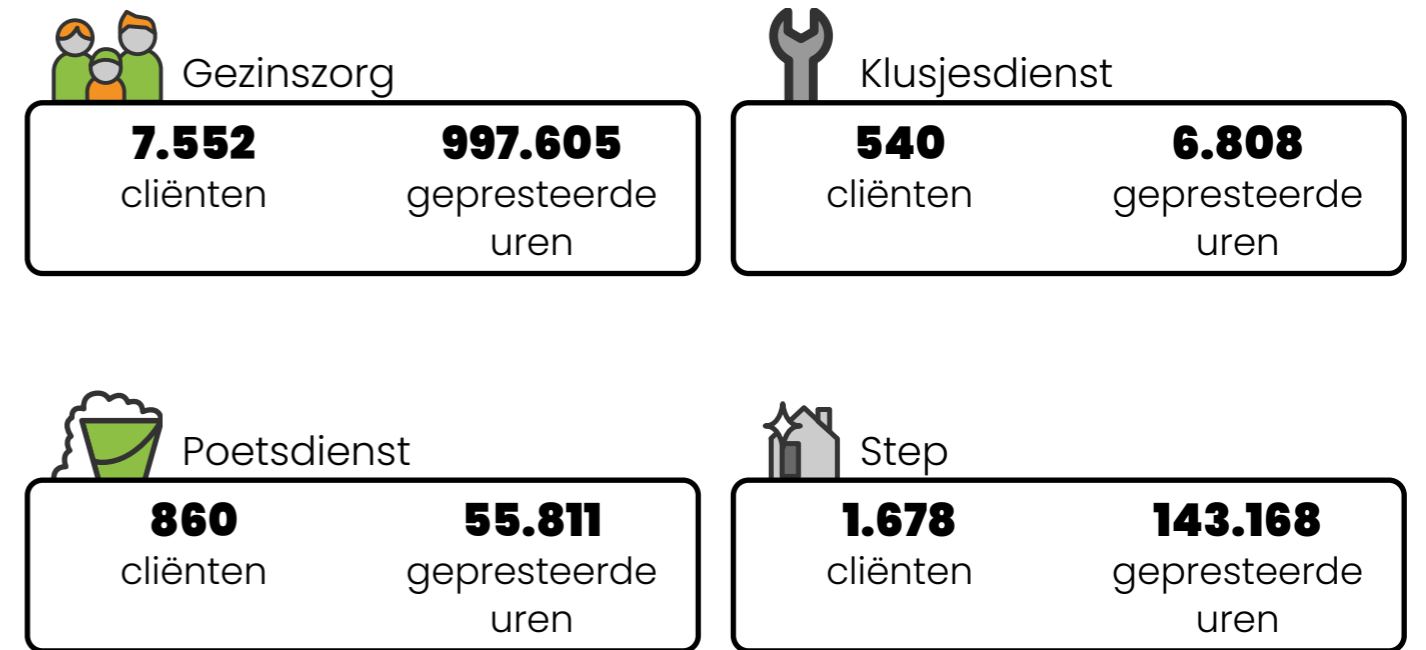 Gezinszorg
7.552
cliënten
997.605
gepresteerde
uren
Klusjesdienst
540
cliënten
6.808
gepresteerde
uren
Poetsdienst
860
cliënten
55.811
gepresteerde
uren
Step
1.678
cliënten
143.168
gepresteerde
uren